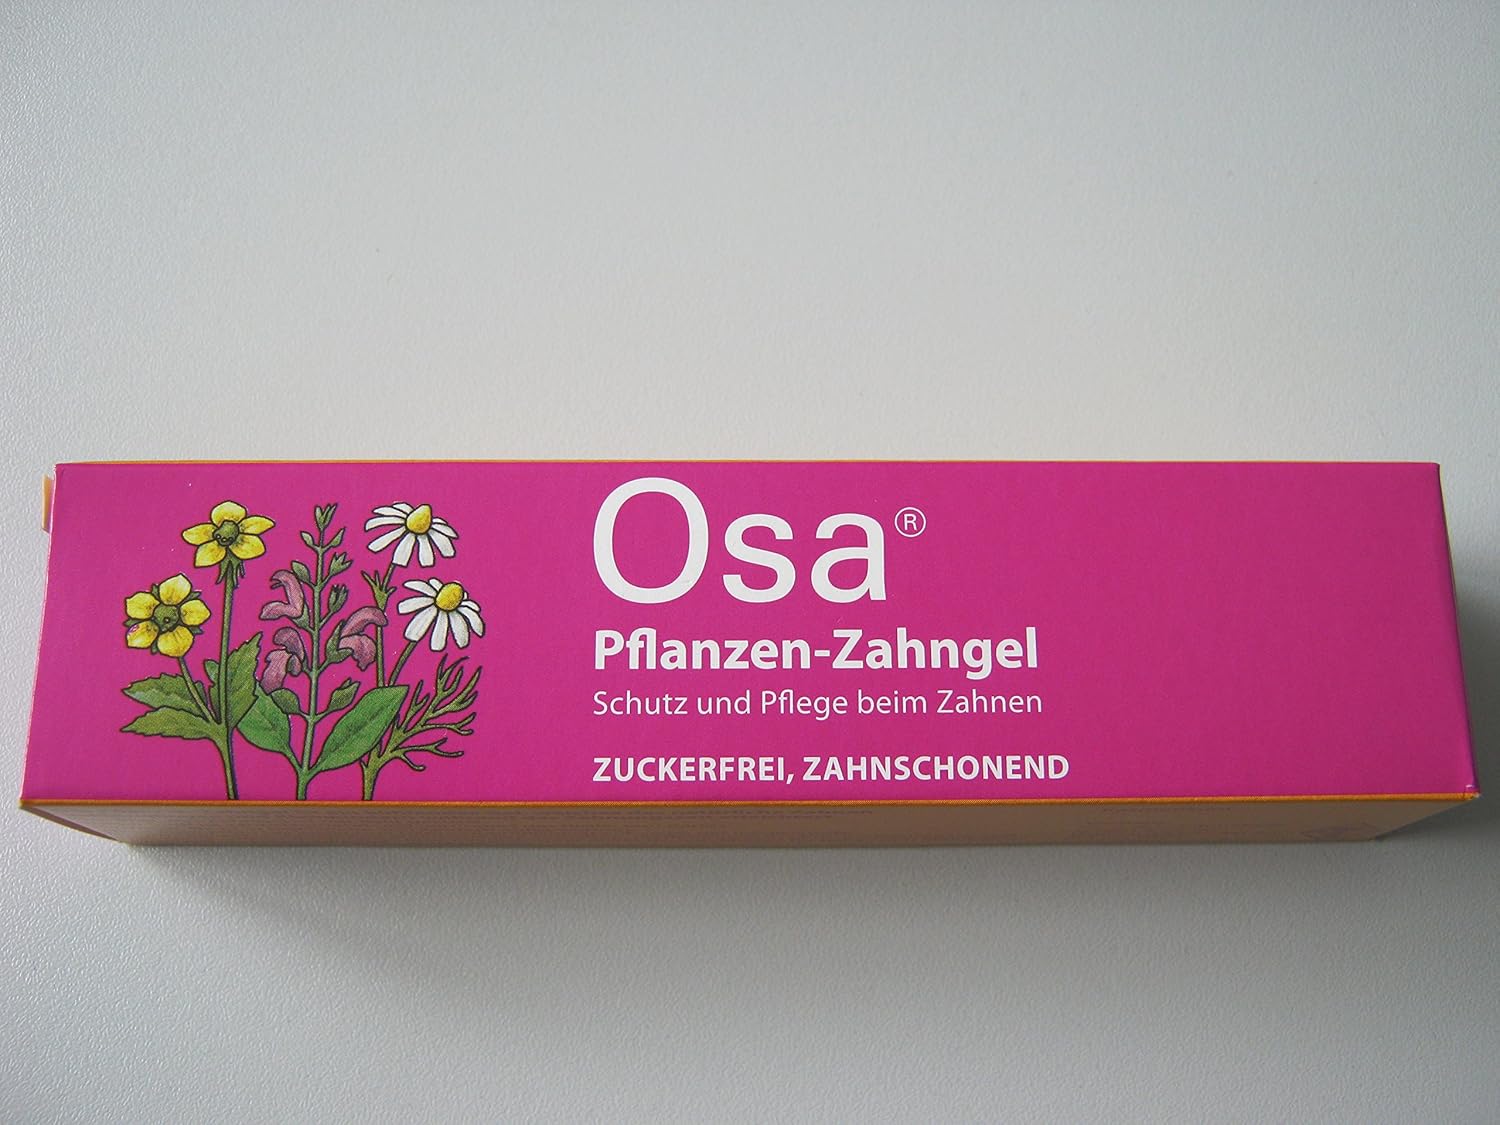 Osa®
Pflanzen-Zahngel
Schutz und Pflege beim Zahnen
ZUCKERFREI, ZAHNSCHONEND